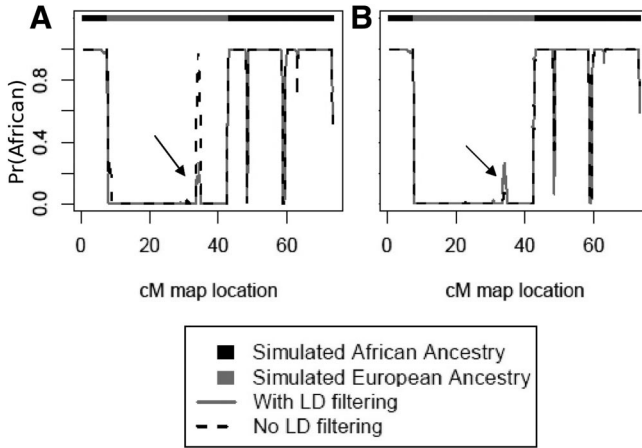 A
B
Pr(African)
0.0 0.4 0.8
0 20 40 60
0 20 40 60
cM map location
cM map location
Simulated African Ancestry
Simulated European Ancestry
With LD filtering
No LD filtering